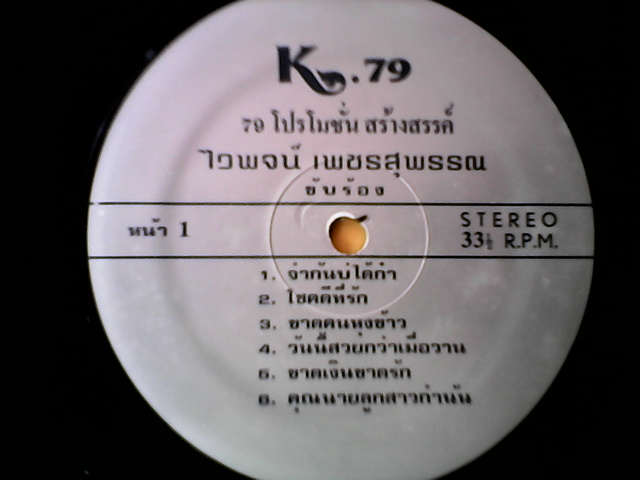 K.79
79 โปรโมชั่น สร้างสรรค์
ไวพจน์ เพชรสุพรรณ
ขับร้อง
หน้า 1
STEREO
33⅓ R.P.M.
1. จำกันบ่ได้ก๋า
2. โชคดีที่รัก
3. ขาดคนหุงข้าว
4. วันนี้สวยกว่าเมื่อวาน
5. ขาดเงินขาดรัก
6. คุณนายลูกสาวกำนัน